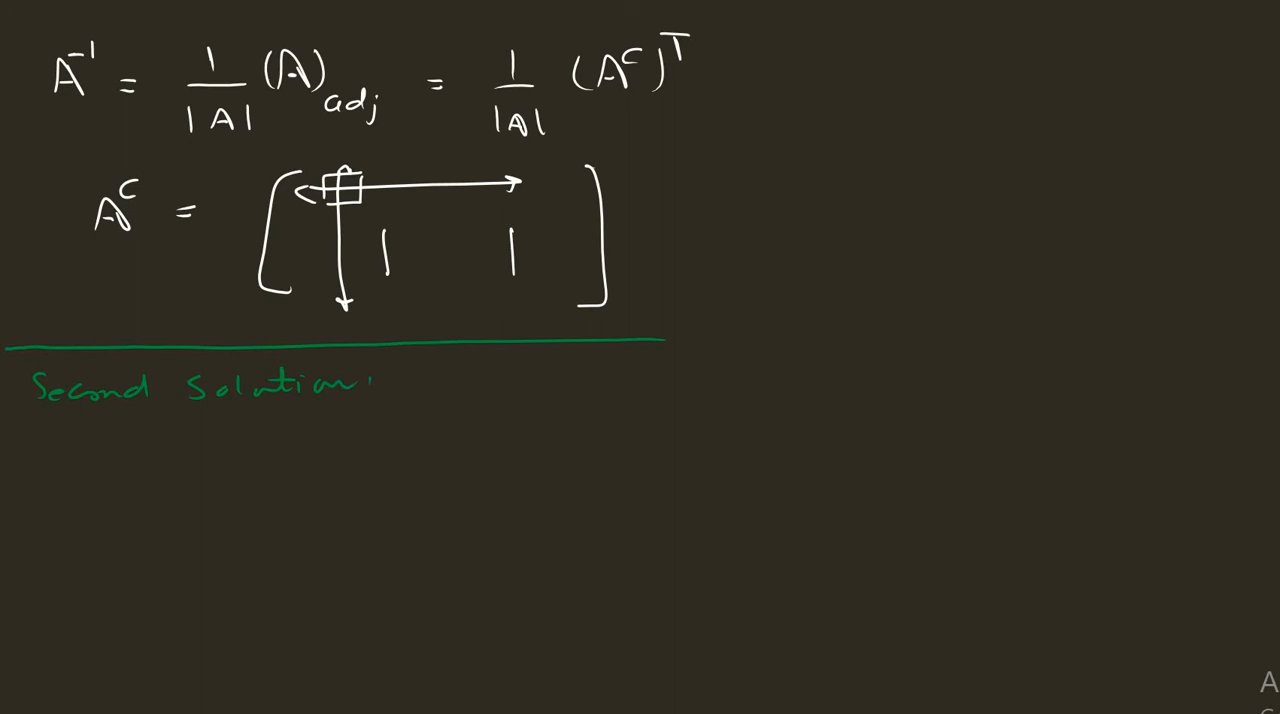 A⁻¹ = 1/|A| (A)adj = 1/|A| (Aᶜ)ᵀ
Aᶜ = [ | | ]
Second Solution:
A